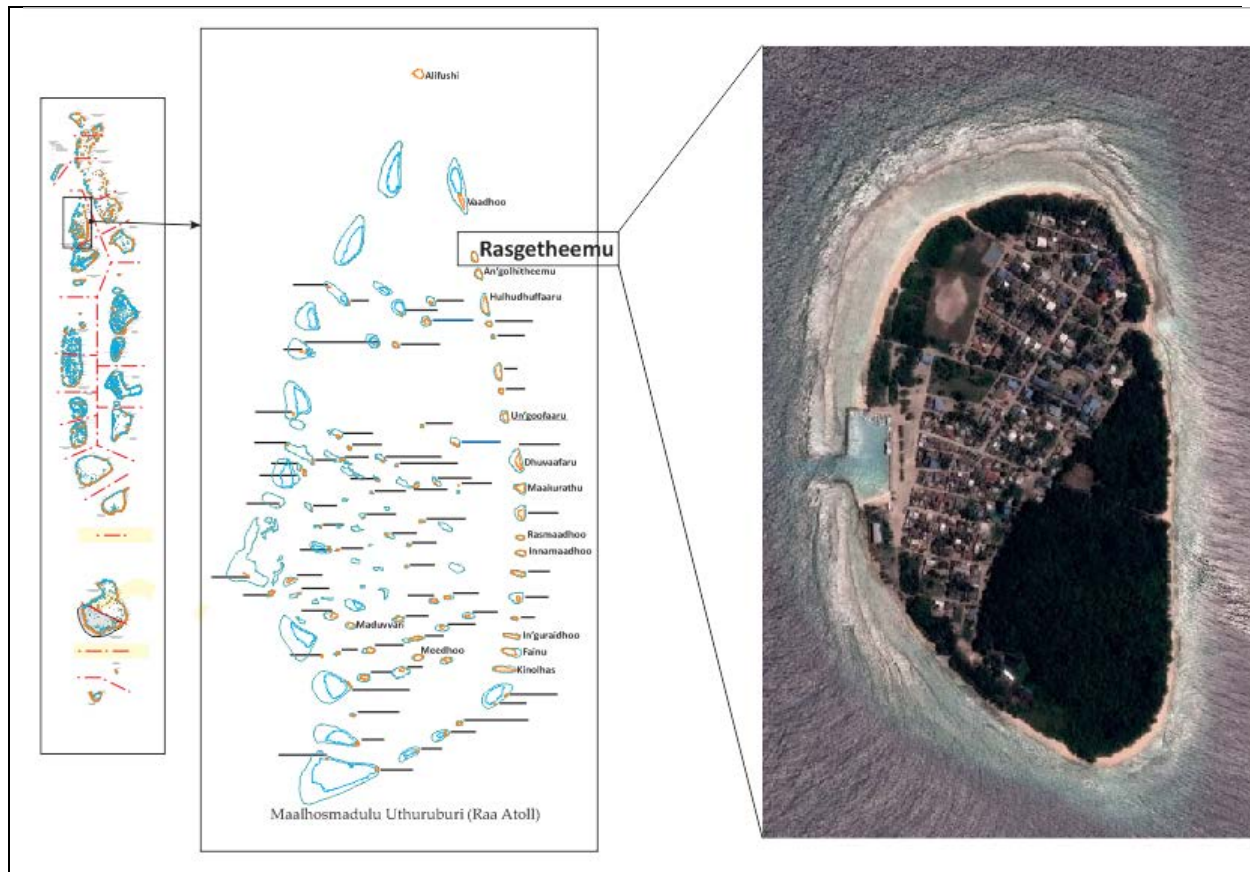 Alifushi
Vaadhoo
Rasgetheemu
An'golhitheemu
Hulhudhuffaaru
Un'goofaaru
Dhuvaafaru
Maakurathu
Rasmaadhoo
Innamaadhoo
Maduvvari
In'guraidhoo
Meedhoo
Fainu
Kinolhas
Maalhosmadulu Uthuruburi (Raa Atoll)